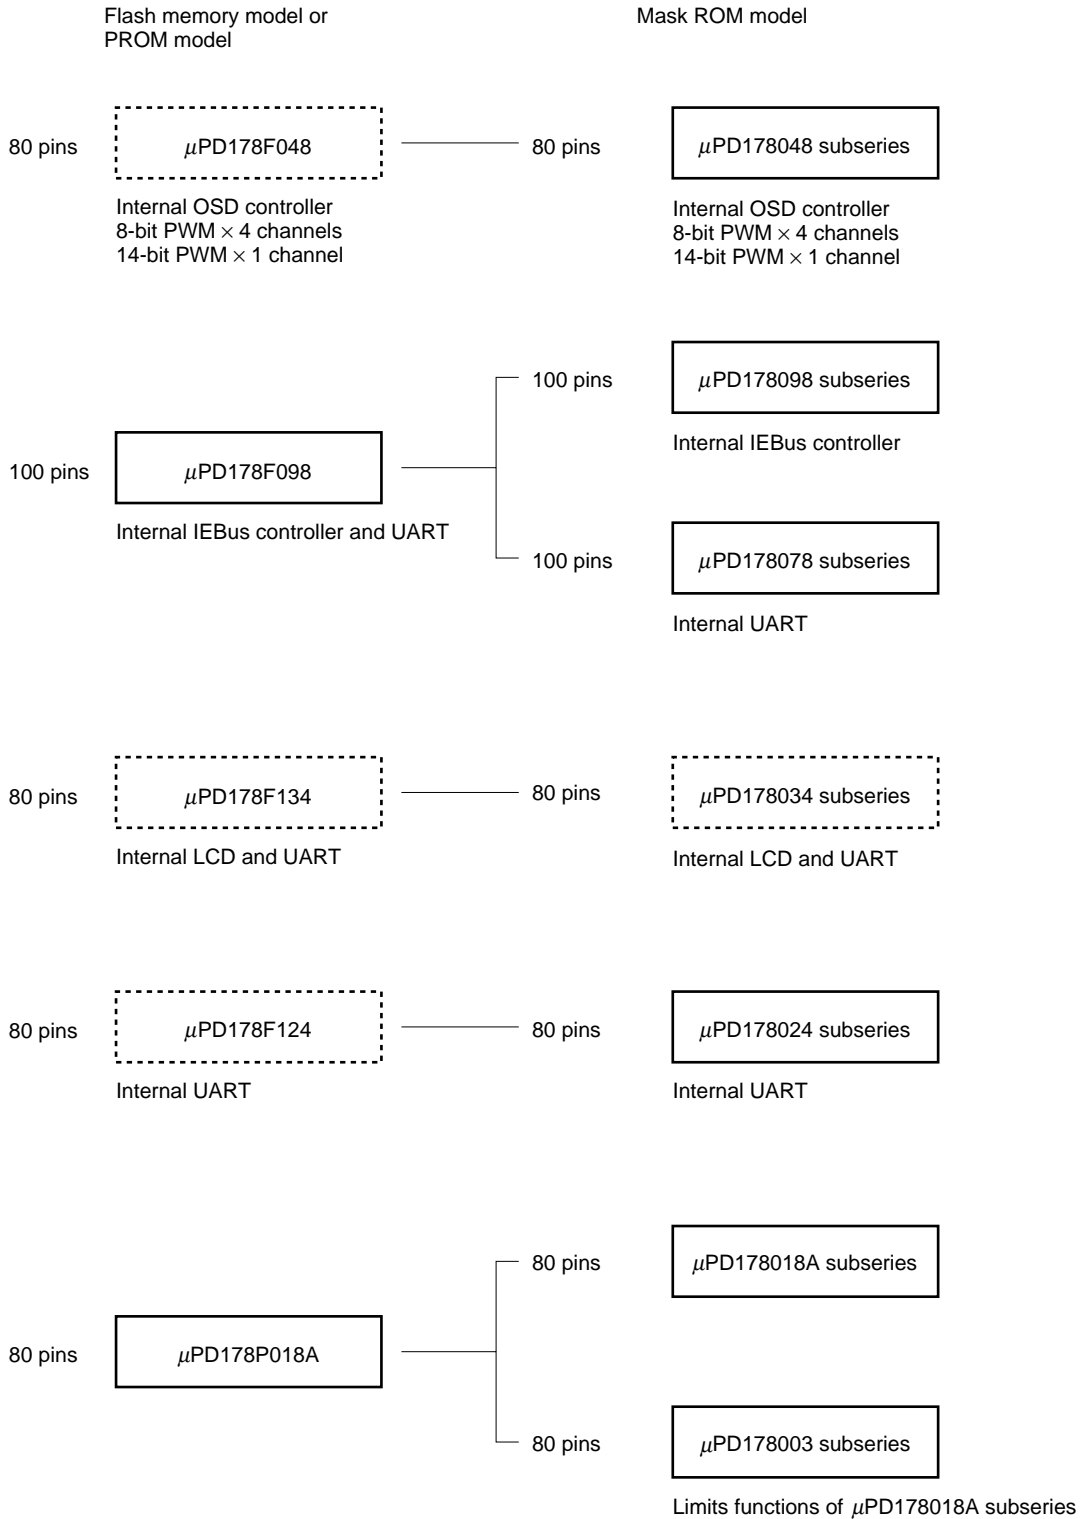 Flash memory model or
PROM model
Mask ROM model
80 pins
μPD178F048
80 pins
μPD178048 subseries
Internal OSD controller
8-bit PWM × 4 channels
14-bit PWM × 1 channel
Internal OSD controller
8-bit PWM × 4 channels
14-bit PWM × 1 channel
100 pins
μPD178098 subseries
Internal IEBus controller
100 pins
μPD178F098
Internal IEBus controller and UART
100 pins
μPD178078 subseries
Internal UART
80 pins
μPD178F134
80 pins
μPD178034 subseries
Internal LCD and UART
Internal LCD and UART
80 pins
μPD178F124
80 pins
μPD178024 subseries
Internal UART
Internal UART
80 pins
μPD178018A subseries
80 pins
μPD178P018A
80 pins
μPD178003 subseries
Limits functions of μPD178018A subseries